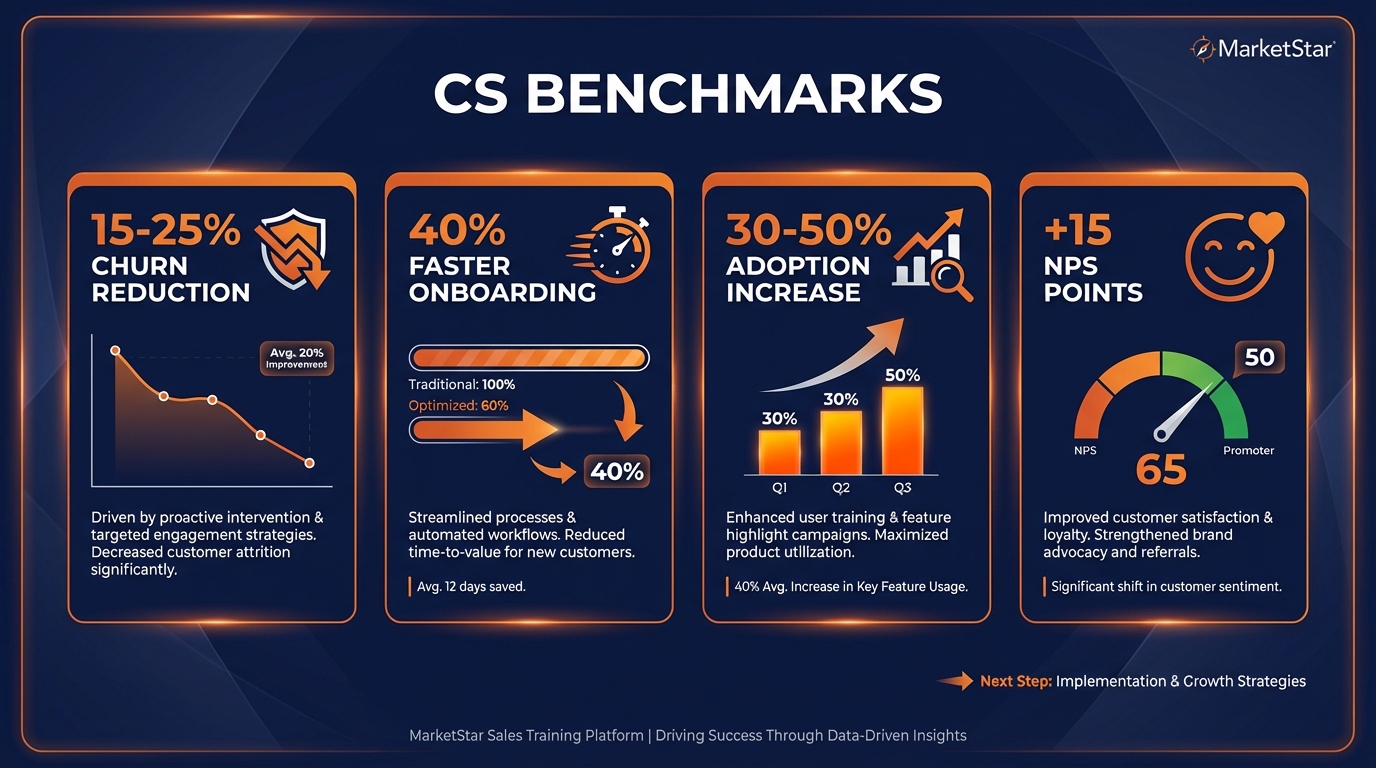 MarketStar
CS BENCHMARKS
15-25%
CHURN
REDUCTION
Avg. 20%
Improvement
Driven by proactive intervention &
targeted engagement strategies.
Decreased customer attrition
significantly.
40%
FASTER
ONBOARDING
Traditional: 100%
Optimized: 60%
40%
Streamlined processes &
automated workflows. Reduced
time-to-value for new customers.
Avg. 12 days saved.
30-50%
ADOPTION
INCREASE
30%
30%
50%
Q1
Q2
Q3
Enhanced user training & feature
highlight campaigns. Maximized
product utilization.
40% Avg. Increase in Key Feature Usage.
+15
NPS
POINTS
50
NPS
Promoter
65
Improved customer satisfaction &
loyalty. Strengthened brand
advocacy and referrals.
Significant shift in customer sentiment.
Next Step: Implementation & Growth Strategies
MarketStar Sales Training Platform | Driving Success Through Data-Driven Insights